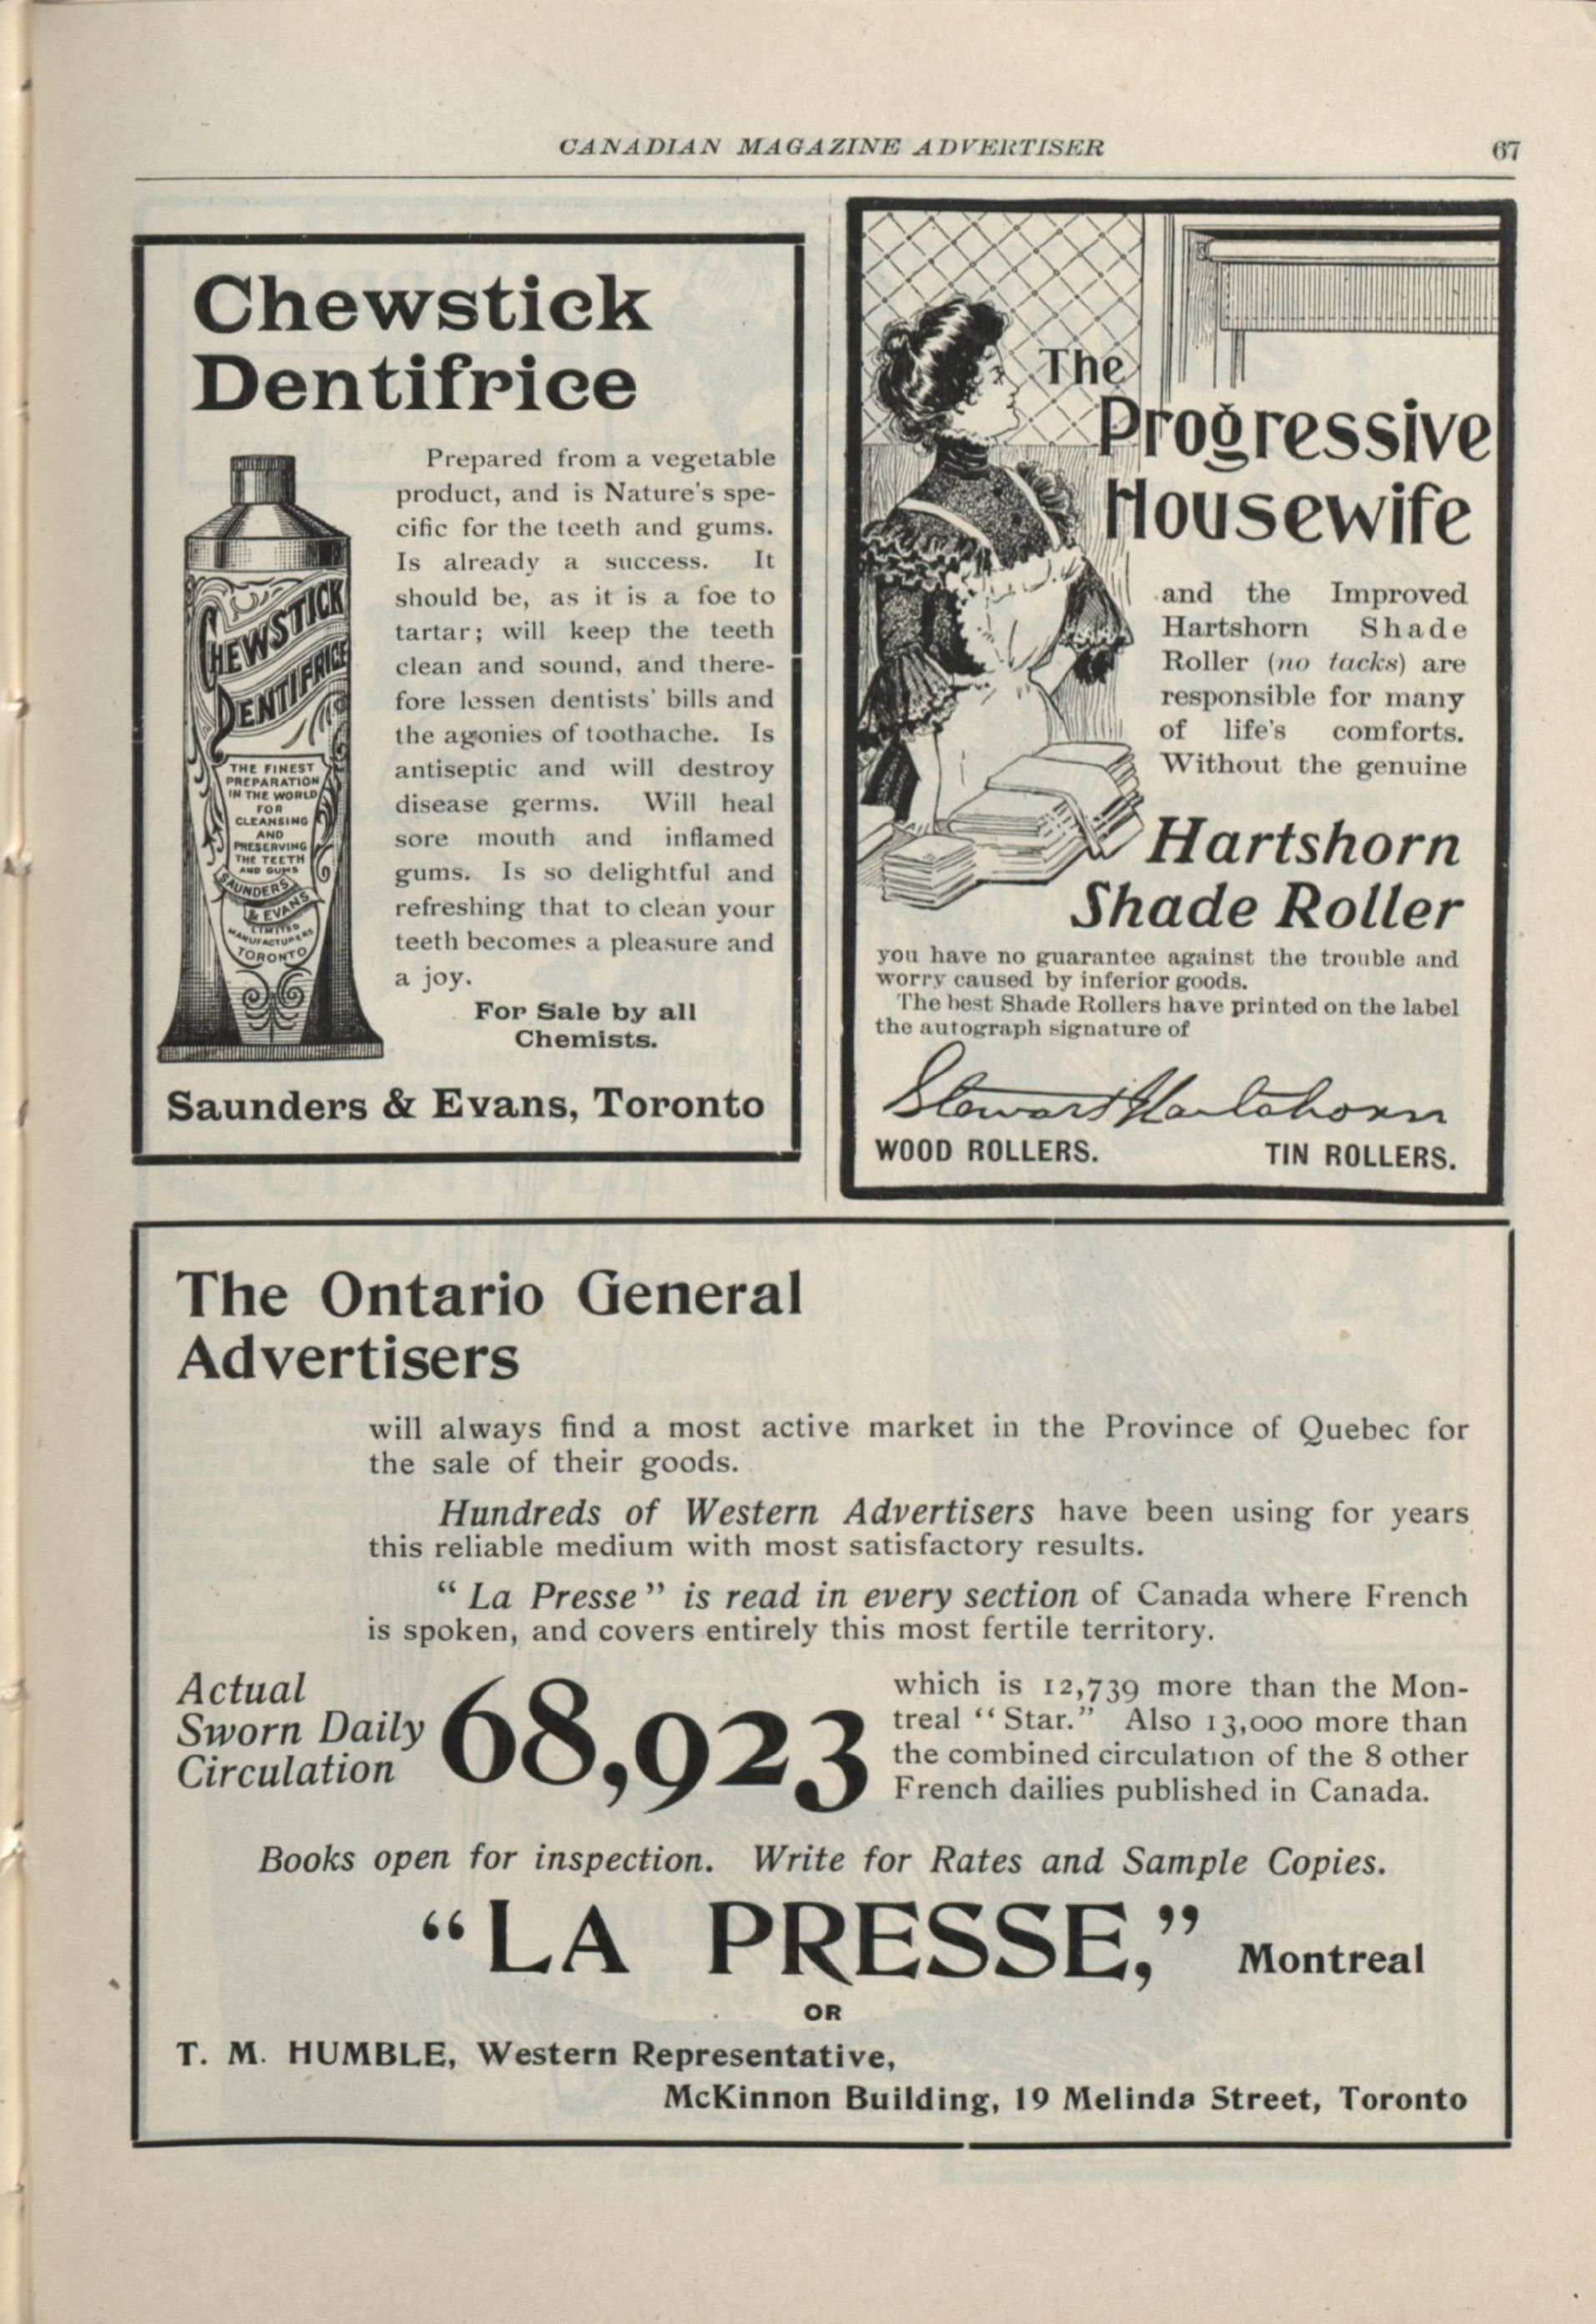 CANADIAN MAGAZINE ADVERTISER
67
Chewstick
Dentifrice
Prepared from a vegetable
product, and is Nature's spe-
cific for the teeth and gums.
Is already a success. It
should be, as it is a foe to
tartar; will keep the teeth
clean and sound, and there-
fore lessen dentists' bills and
the agonies of toothache. Is
antiseptic and will destroy
disease germs. Will heal
sore mouth and inflamed
gums. Is so delightful and
refreshing that to clean your
teeth becomes a pleasure and
a joy.
For Sale by all
Chemists.
CHEWSTICK
DENTIFRICE
THE FINEST
PREPARATION
IN THE WORLD
FOR
CLEANSING
AND
PRESERVING
THE TEETH
AND GUMS
SAUNDERS
& EVANS
LIMITED
MANUFACTURERS
TORONTO
Saunders & Evans, Toronto
The
Progressive
Housewife
and the Improved
Hartshorn Shade
Roller (no tacks) are
responsible for many
of life's comforts.
Without the genuine
Hartshorn
Shade Roller
you have no guarantee against the trouble and
worry caused by inferior goods.
The best Shade Rollers have printed on the label
the autograph signature of
Stewart Hartshorn
WOOD ROLLERS. TIN ROLLERS.
The Ontario General
Advertisers
will always find a most active market in the Province of Quebec for
the sale of their goods.
Hundreds of Western Advertisers have been using for years
this reliable medium with most satisfactory results.
"La Presse" is read in every section of Canada where French
is spoken, and covers entirely this most fertile territory.
Actual
Sworn Daily
Circulation
68,923
which is 12,739 more than the Mon-
treal "Star." Also 13,000 more than
the combined circulation of the 8 other
French dailies published in Canada.
Books open for inspection. Write for Rates and Sample Copies.
"LA PRESSE," Montreal
OR
T. M. HUMBLE, Western Representative,
McKinnon Building, 19 Melinda Street, Toronto